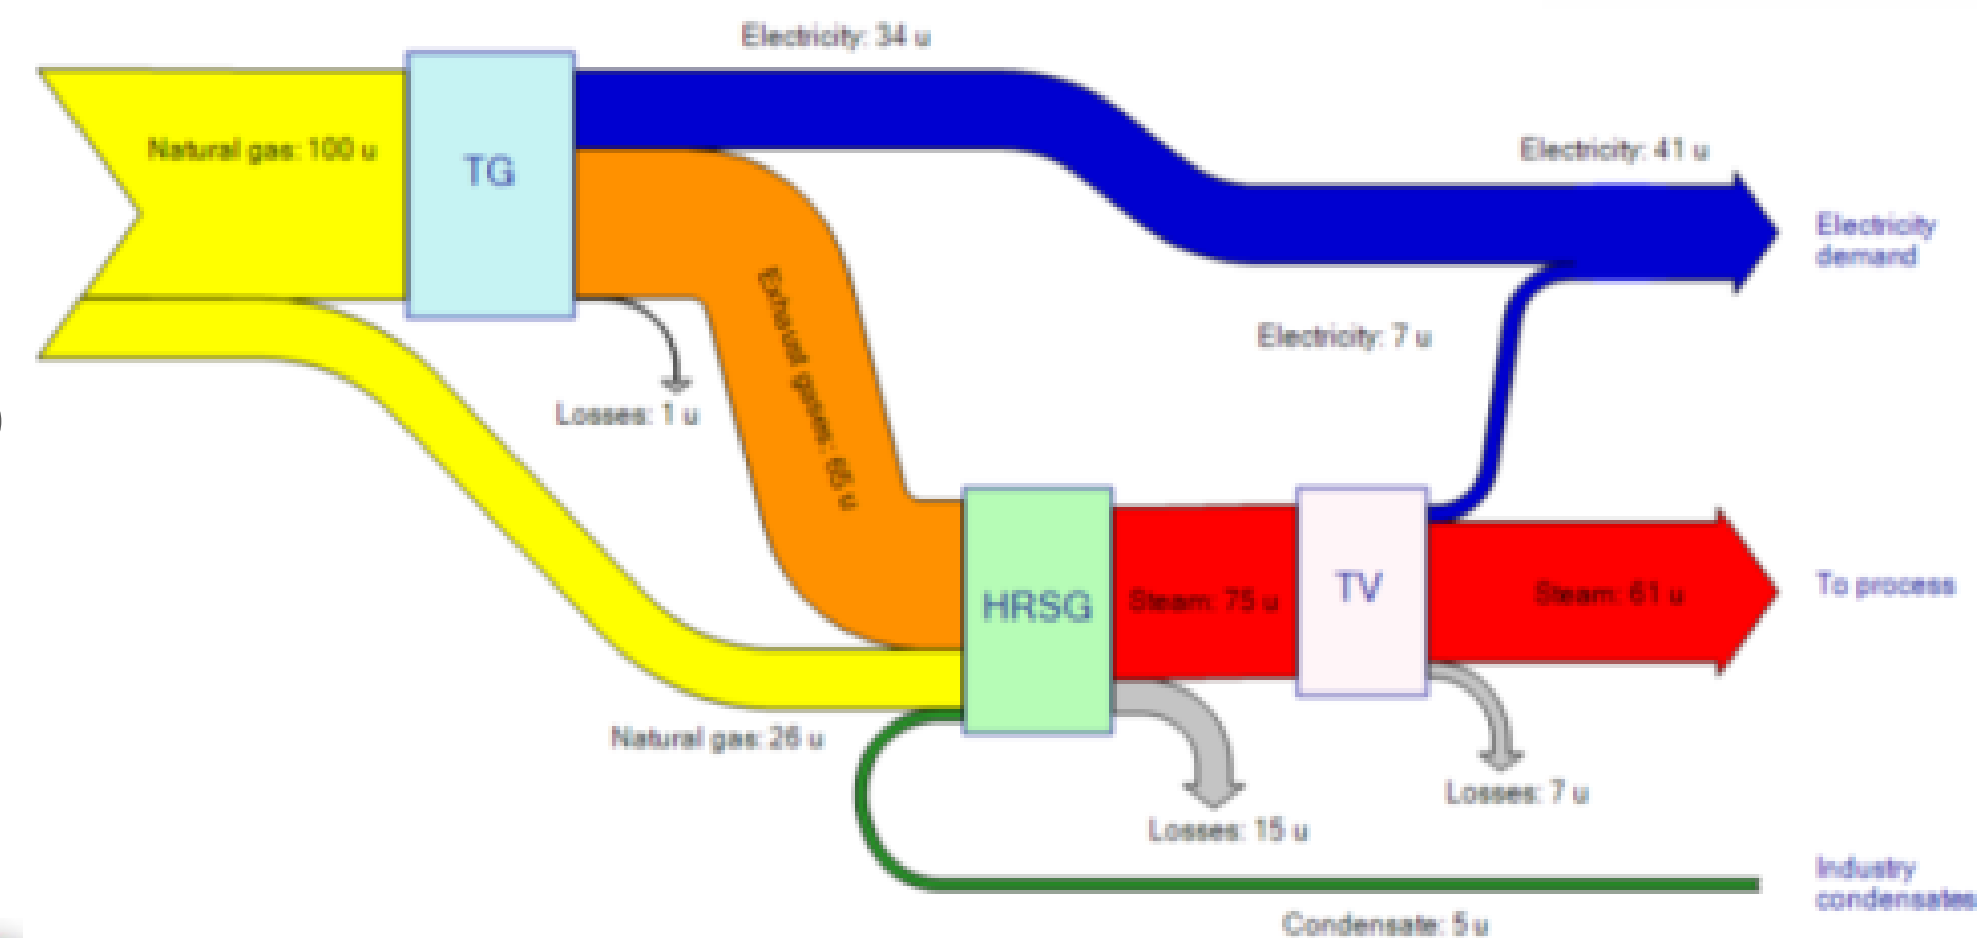 Electricity: 34 u
Natural gas: 100 u
TG
Electricity: 41 u
Electricity
demand
Exhaust gases: 65 u
Electricity: 7 u
Losses: 1 u
HRSG
Steam: 75 u
TV
Steam: 61 u
To process
Natural gas: 26 u
Losses: 7 u
Losses: 15 u
Industry
condensates
Condensate: 5 u